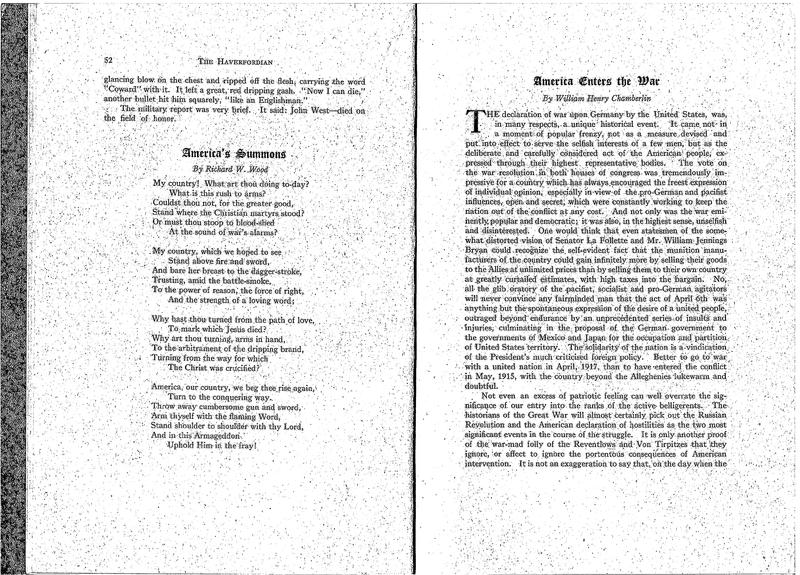 52
THE HAVERFORDIAN
glancing blow on the chest and ripped off the flesh, carrying the word
"Coward" with it. It left a great, red dripping gash. "Now I can die,"
another bullet hit him squarely, "like an Englishman."
The military report was very brief. It said: John West—died on
the field of honor.
America's Summons
By Richard W. Wood
My country! What art thou doing to-day?
What is this rush to arms?
Couldst thou not, for the greater good,
Stand where the Christian martyrs stood?
Or must thou stoop to blood-shed
At the sound of war's alarms?
My country, which we hoped to see
Stand above fire and sword,
And bare her breast to the dagger-stroke,
Trusting, amid the battle-smoke,
To the power of reason, the force of right,
And the strength of a loving word;
Why hast thou turned from the path of love,
To mark which Jesus died?
Why art thou turning, arms in hand,
To the arbitrament of the dripping brand,
Turning from the way for which
The Christ was crucified?
America, our country, we beg thee rise again,
Turn to the conquering way.
Throw away cumbersome gun and sword,
Arm thyself with the flaming Word,
Stand shoulder to shoulder with thy Lord,
And in this Armageddon
Uphold Him in the fray!
America Enters the War
By William Henry Chamberlin
THE declaration of war upon Germany by the United States, was,
in many respects, a unique historical event. It came not in
a moment of popular frenzy, not as a measure devised and
put into effect to serve the selfish interests of a few men, but as the
deliberate and carefully considered act of the American people, ex-
pressed through their highest representative bodies. The vote on
the war resolution in both houses of congress was tremendously im-
pressive for a country which has always encouraged the freest expression
of individual opinion, especially in view of the pro-German and pacifist
influences, open and secret, which were constantly working to keep the
nation out of the conflict at any cost. And not only was the war emi-
nently popular and democratic; it was also, in the highest sense, unselfish
and disinterested. One would think that even statesmen of the some-
what distorted vision of Senator La Follette and Mr. William Jennings
Bryan could recognize the self-evident fact that the munition manu-
facturers of the country could gain infinitely more by selling their goods
to the Allies at unlimited prices than by selling them to their own country
at greatly curtailed estimates, with high taxes into the bargain. No,
all the glib oratory of the pacifist, socialist and pro-German agitators
will never convince any fairminded man that the act of April 6th was
anything but the spontaneous expression of the desire of a united people,
outraged beyond endurance by an unprecedented series of insults and
injuries, culminating in the proposal of the German government to
the governments of Mexico and Japan for the occupation and partition
of United States territory. The solidarity of the nation is a vindication
of the President's much criticised foreign policy. Better to go to war
with a united nation in April, 1917, than to have entered the conflict
in May, 1915, with the country beyond the Alleghenies lukewarm and
doubtful.
Not even an excess of patriotic feeling can well overrate the sig-
nificance of our entry into the ranks of the active belligerents. The
historians of the Great War will almost certainly pick out the Russian
Revolution and the American declaration of hostilities as the two most
significant events in the course of the struggle. It is only another proof
of the war-mad folly of the Reventlows and Von Tirpitzes that they
ignore, or affect to ignore the portentous consequences of American
intervention. It is not an exaggeration to say that, on the day when the